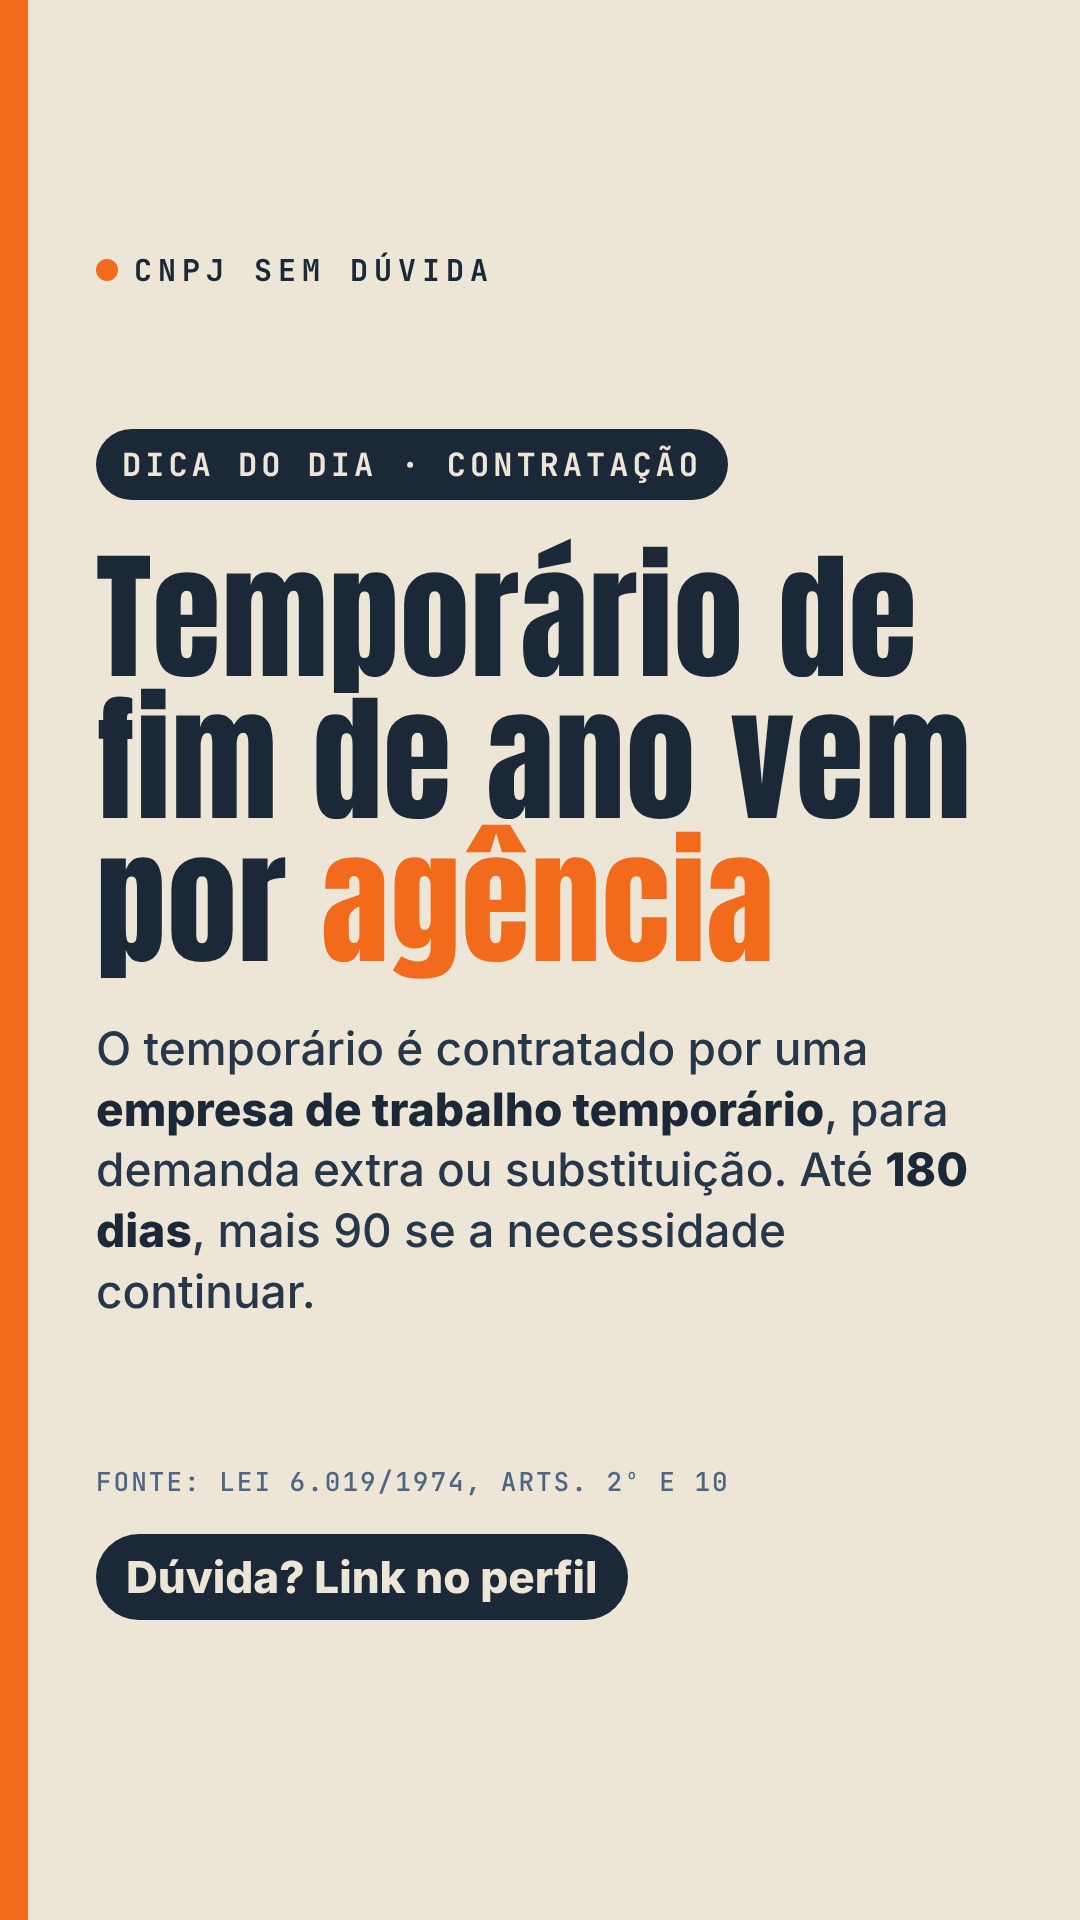 CNPJ SEM DÚVIDA
DICA DO DIA · CONTRATAÇÃO
Temporário de
fim de ano vem
por agência
O temporário é contratado por uma
empresa de trabalho temporário, para
demanda extra ou substituição. Até 180
dias, mais 90 se a necessidade
continuar.
FONTE: LEI 6.019/1974, ARTS. 2º E 10
Dúvida? Link no perfil